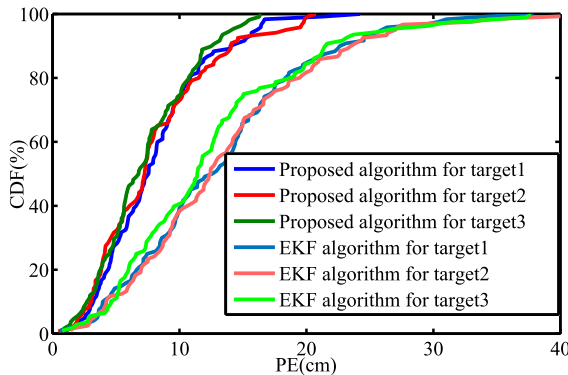 100
80
60
40
20
0
CDF(%)
Proposed algorithm for target1
Proposed algorithm for target2
Proposed algorithm for target3
EKF algorithm for target1
EKF algorithm for target2
EKF algorithm for target3
0 10 20 30 40
PE(cm)